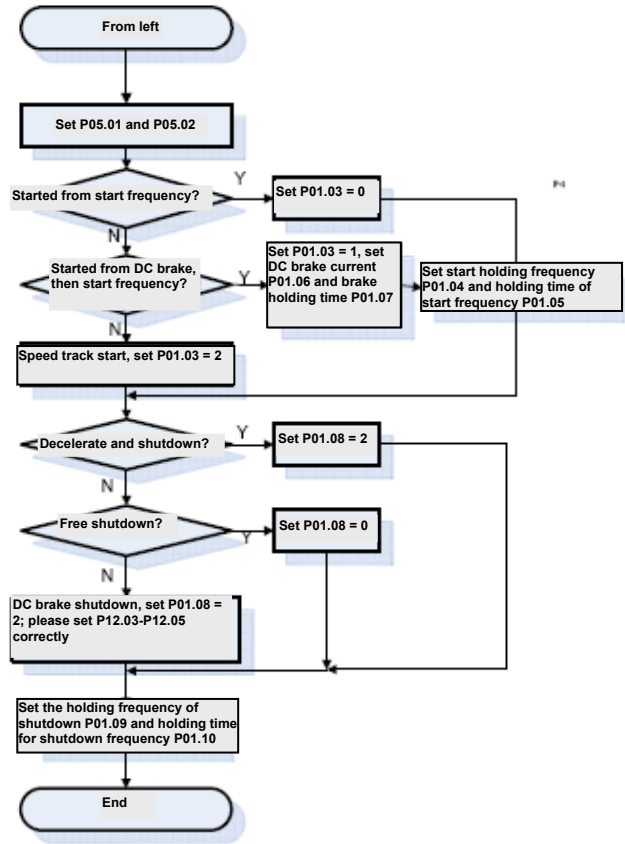 From left
Set P05.01 and P05.02
Started from start frequency?
Y
Set P01.03 = 0
N
Started from DC brake,
then start frequency?
Y
Set P01.03 = 1, set
DC brake current
P01.06 and brake
holding time P01.07
Set start holding frequency
P01.04 and holding time of
start frequency P01.05
N
Speed track start, set P01.03 = 2
Decelerate and shutdown?
Y
Set P01.08 = 2
N
Free shutdown?
Y
Set P01.08 = 0
N
DC brake shutdown, set P01.08 =
2; please set P12.03-P12.05
correctly
Set the holding frequency of
shutdown P01.09 and holding time
for shutdown frequency P01.10
End